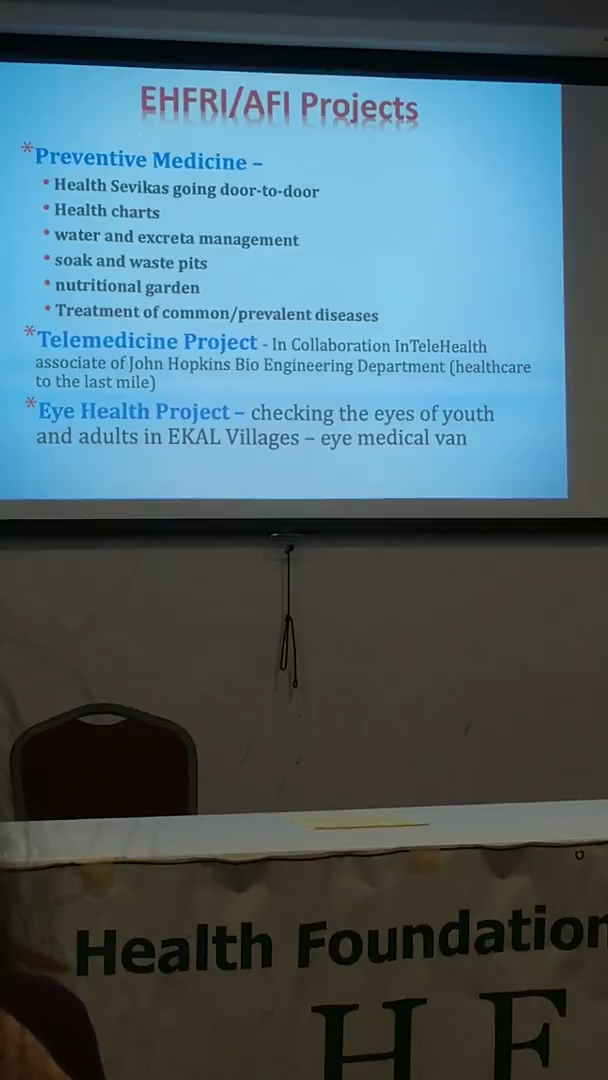 EHFRI/AFI Projects
*Preventive Medicine –
• Health Sevikas going door-to-door
• Health charts
• water and excreta management
• soak and waste pits
• nutritional garden
• Treatment of common/prevalent diseases
*Telemedicine Project - In Collaboration InTeleHealth
associate of John Hopkins Bio Engineering Department (healthcare
to the last mile)
*Eye Health Project – checking the eyes of youth
and adults in EKAL Villages – eye medical van
Health Foundation
H F